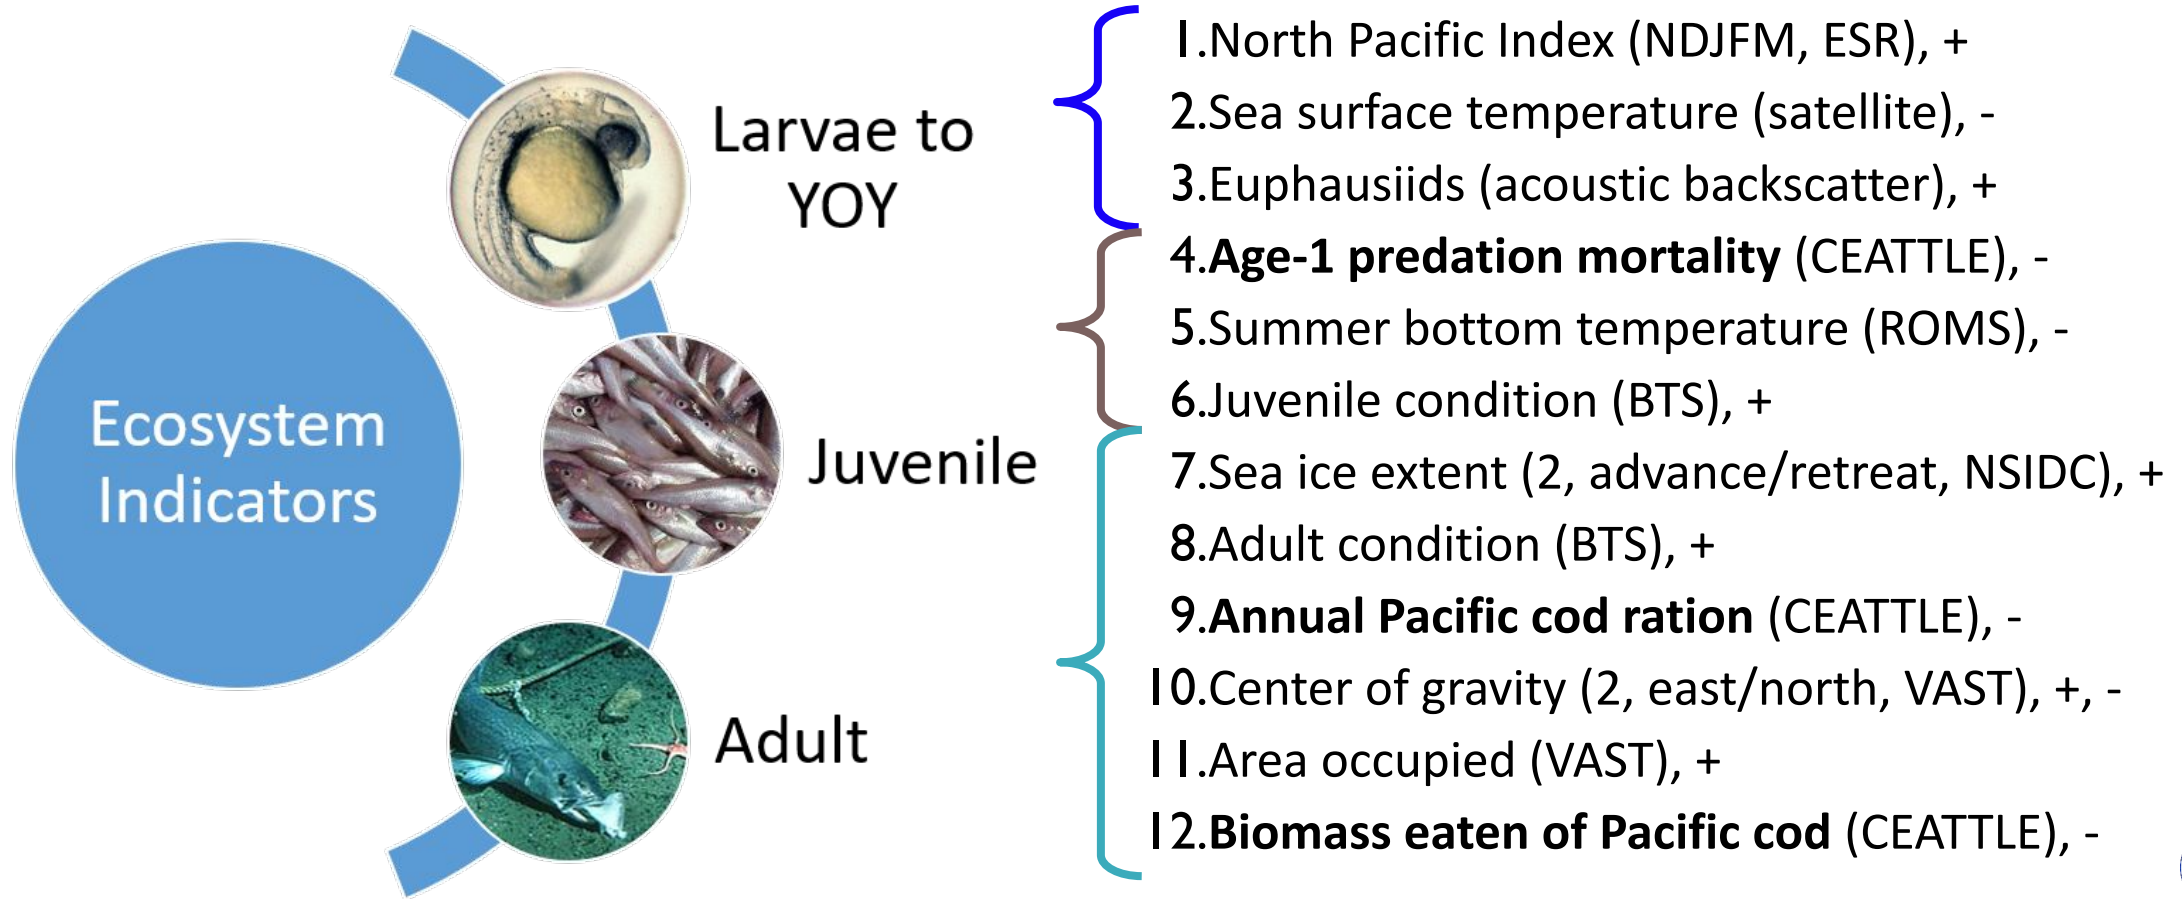 Ecosystem
Indicators
Larvae to
YOY
Juvenile
Adult
1.North Pacific Index (NDJFM, ESR), +
2.Sea surface temperature (satellite), -
3.Euphausiids (acoustic backscatter), +
4.Age-1 predation mortality (CEATTLE), -
5.Summer bottom temperature (ROMS), -
6.Juvenile condition (BTS), +
7.Sea ice extent (2, advance/retreat, NSIDC), +
8.Adult condition (BTS), +
9.Annual Pacific cod ration (CEATTLE), -
10.Center of gravity (2, east/north, VAST), +, -
11.Area occupied (VAST), +
12.Biomass eaten of Pacific cod (CEATTLE), -